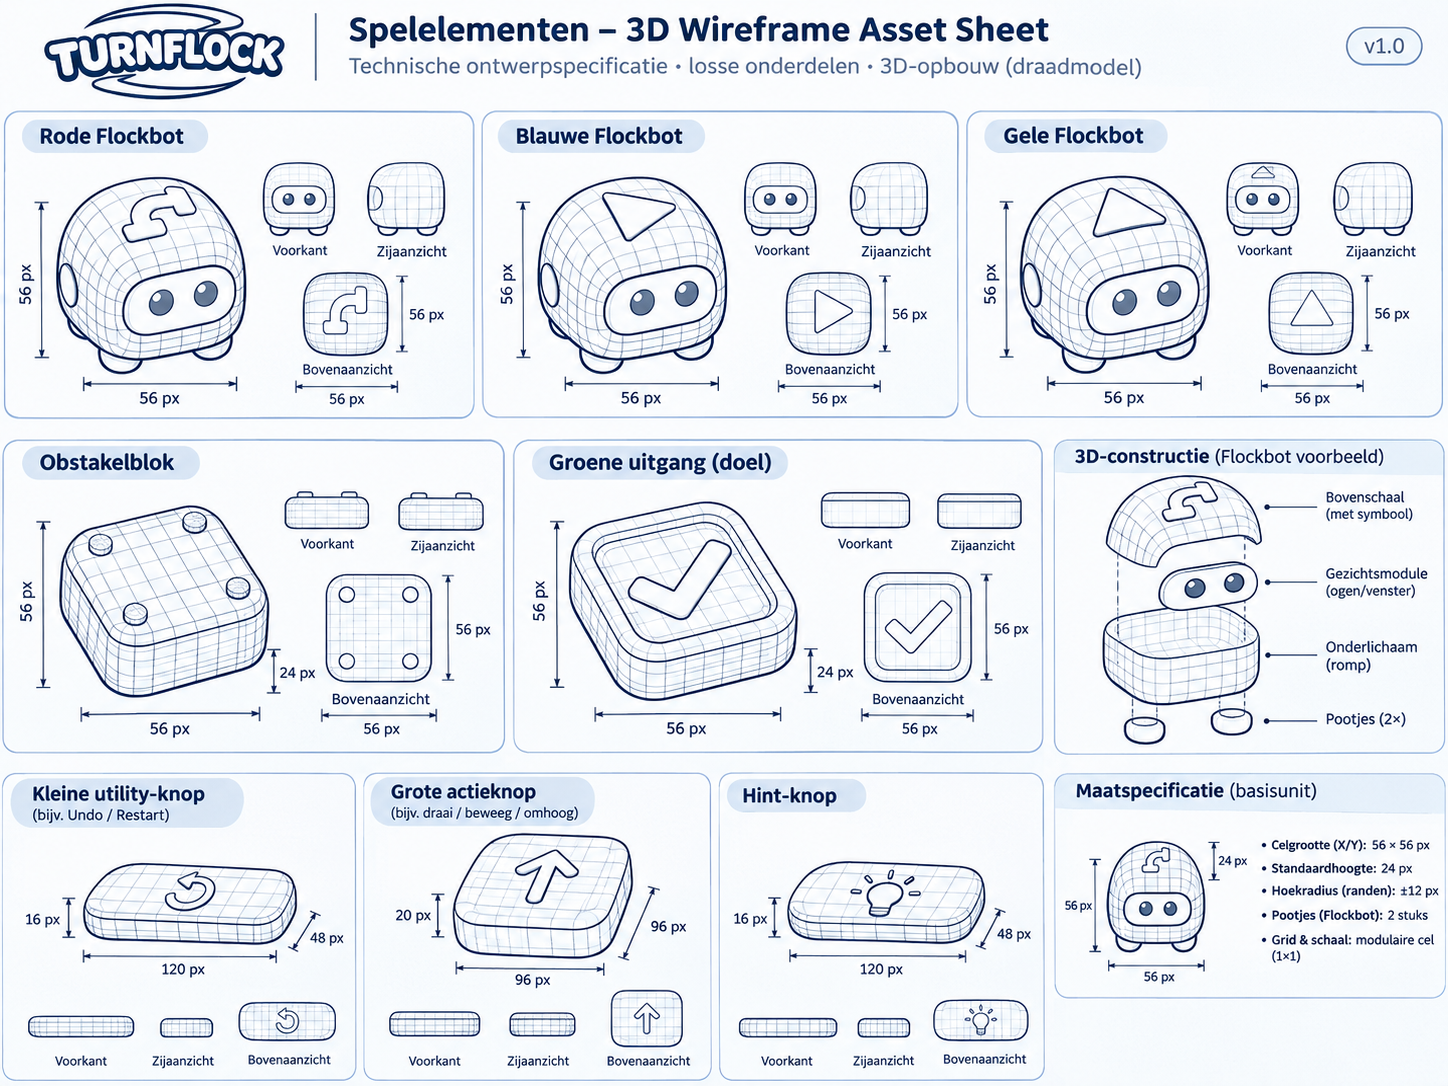 TURNFLOCK
Spelelementen – 3D Wireframe Asset Sheet
Technische ontwerpspecificatie • losse onderdelen • 3D-opbouw (draadmodel)
v1.0
Rode Flockbot
Voorkant
Zijaanzicht
56 px
56 px
Bovenaanzicht
56 px
56 px
Blauwe Flockbot
Voorkant
Zijaanzicht
56 px
56 px
Bovenaanzicht
56 px
56 px
Gele Flockbot
Voorkant
Zijaanzicht
56 px
56 px
Bovenaanzicht
56 px
56 px
Obstakelblok
Voorkant
Zijaanzicht
56 px
56 px
24 px
Bovenaanzicht
56 px
56 px
Groene uitgang (doel)
Voorkant
Zijaanzicht
56 px
56 px
24 px
Bovenaanzicht
56 px
56 px
3D-constructie (Flockbot voorbeeld)
Bovenschaal
(met symbool)
Gezichtsmodule
(ogen/venster)
Onderlichaam
(romp)
Pootjes (2×)
Kleine utility-knop
(bijv. Undo / Restart)
16 px
48 px
120 px
Voorkant
Zijaanzicht
Bovenaanzicht
Grote actieknop
(bijv. draai / beweeg / omhoog)
20 px
96 px
96 px
Voorkant
Zijaanzicht
Bovenaanzicht
Hint-knop
16 px
48 px
120 px
Voorkant
Zijaanzicht
Bovenaanzicht
Maatspecificatie (basisunit)
24 px
56 px
56 px
• Celgrootte (X/Y): 56 × 56 px
• Standaardhoogte: 24 px
• Hoekradius (randen): ±12 px
• Pootjes (Flockbot): 2 stuks
• Grid & schaal: modulaire cel
(1×1)